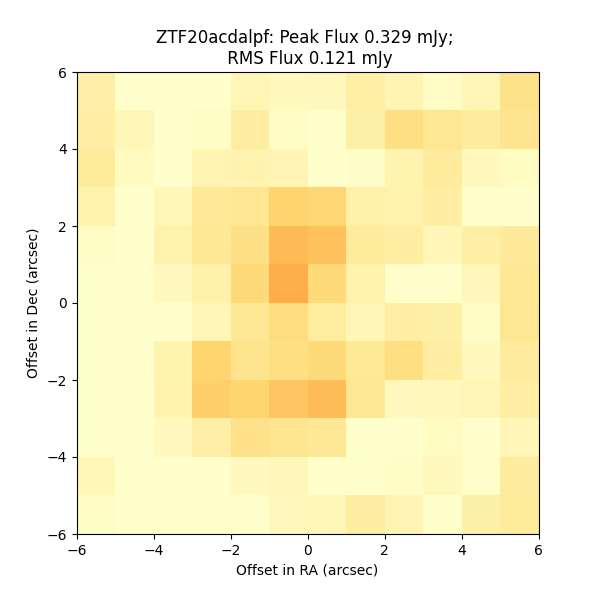 ZTF20acdalpf: Peak Flux 0.329 mJy;
RMS Flux 0.121 mJy
6
4
2
0
−2
−4
−6
Offset in Dec (arcsec)
−6 −4 −2 0 2 4 6
Offset in RA (arcsec)